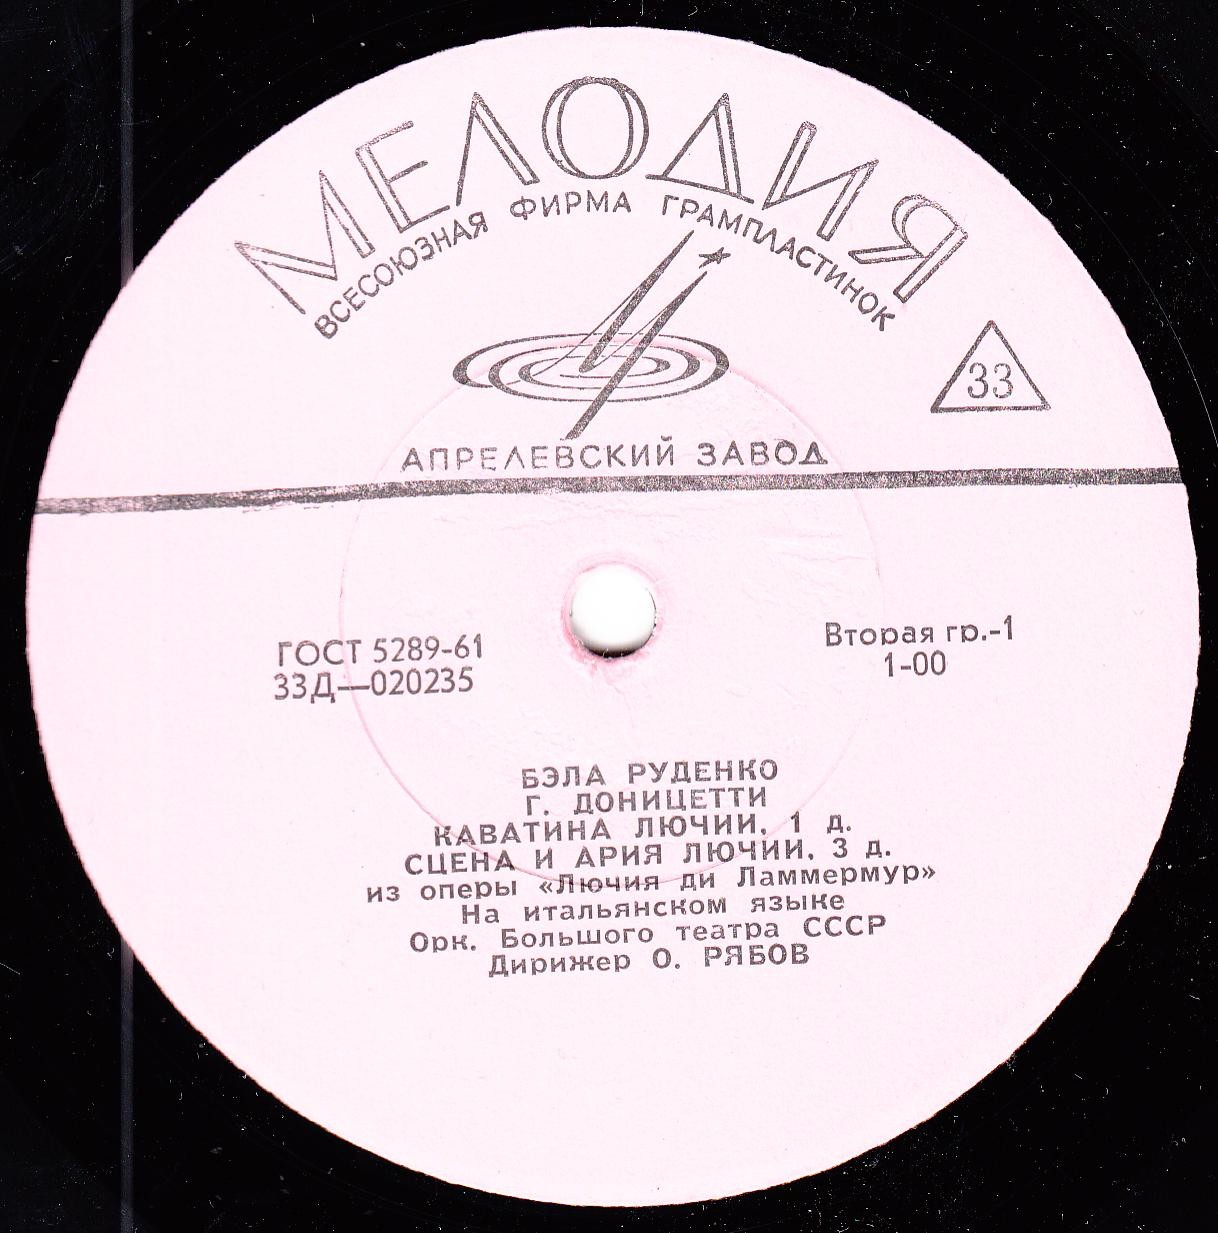 МЕЛОДИЯ
ВСЕСОЮЗНАЯ ФИРМА ГРАМПЛАСТИНОК
33
АПРЕЛЕВСКИЙ ЗАВОД
ГОСТ 5289-61
33Д—020235
Вторая гр.-1
1-00
БЭЛА РУДЕНКО
Г. ДОНИЦЕТТИ
КАВАТИНА ЛЮЧИИ, 1 д.
СЦЕНА И АРИЯ ЛЮЧИИ, 3 д.
из оперы «Лючия ди Ламмермур»
На итальянском языке
Орк. Большого театра СССР
Дирижер О. РЯБОВ